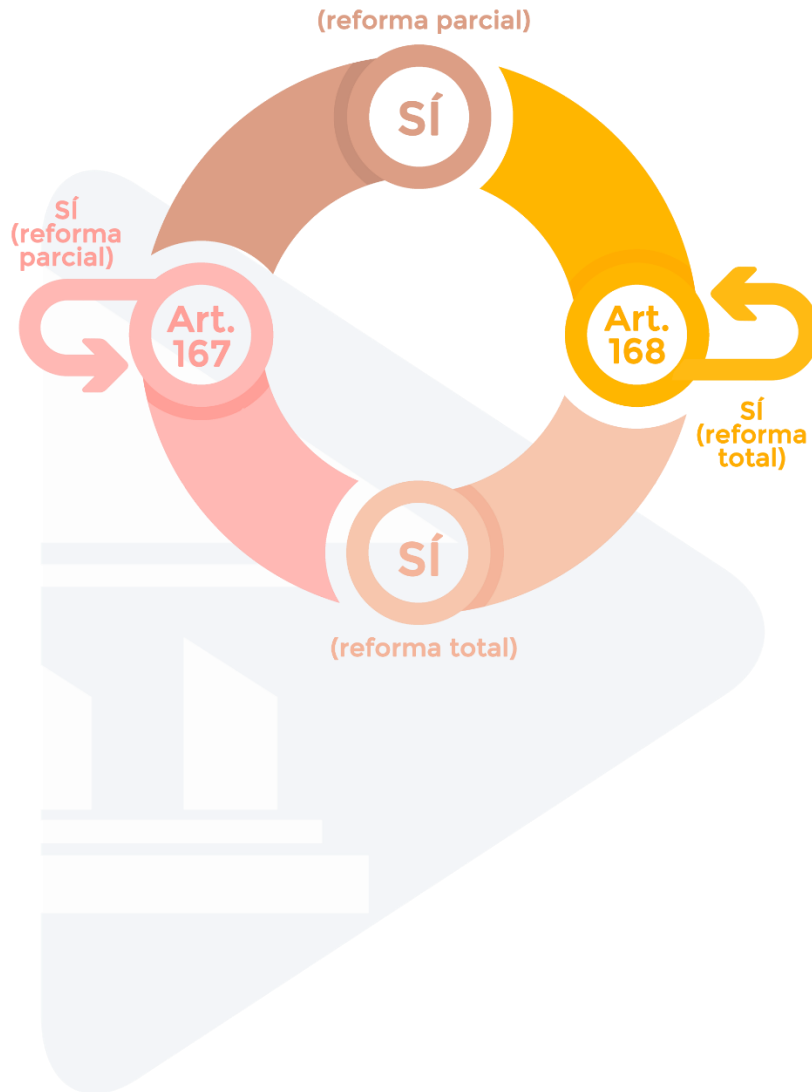 (reforma parcial)
SÍ
SÍ
(reforma
parcial)
Art.
167
Art.
168
SÍ
(reforma
total)
SÍ
(reforma total)